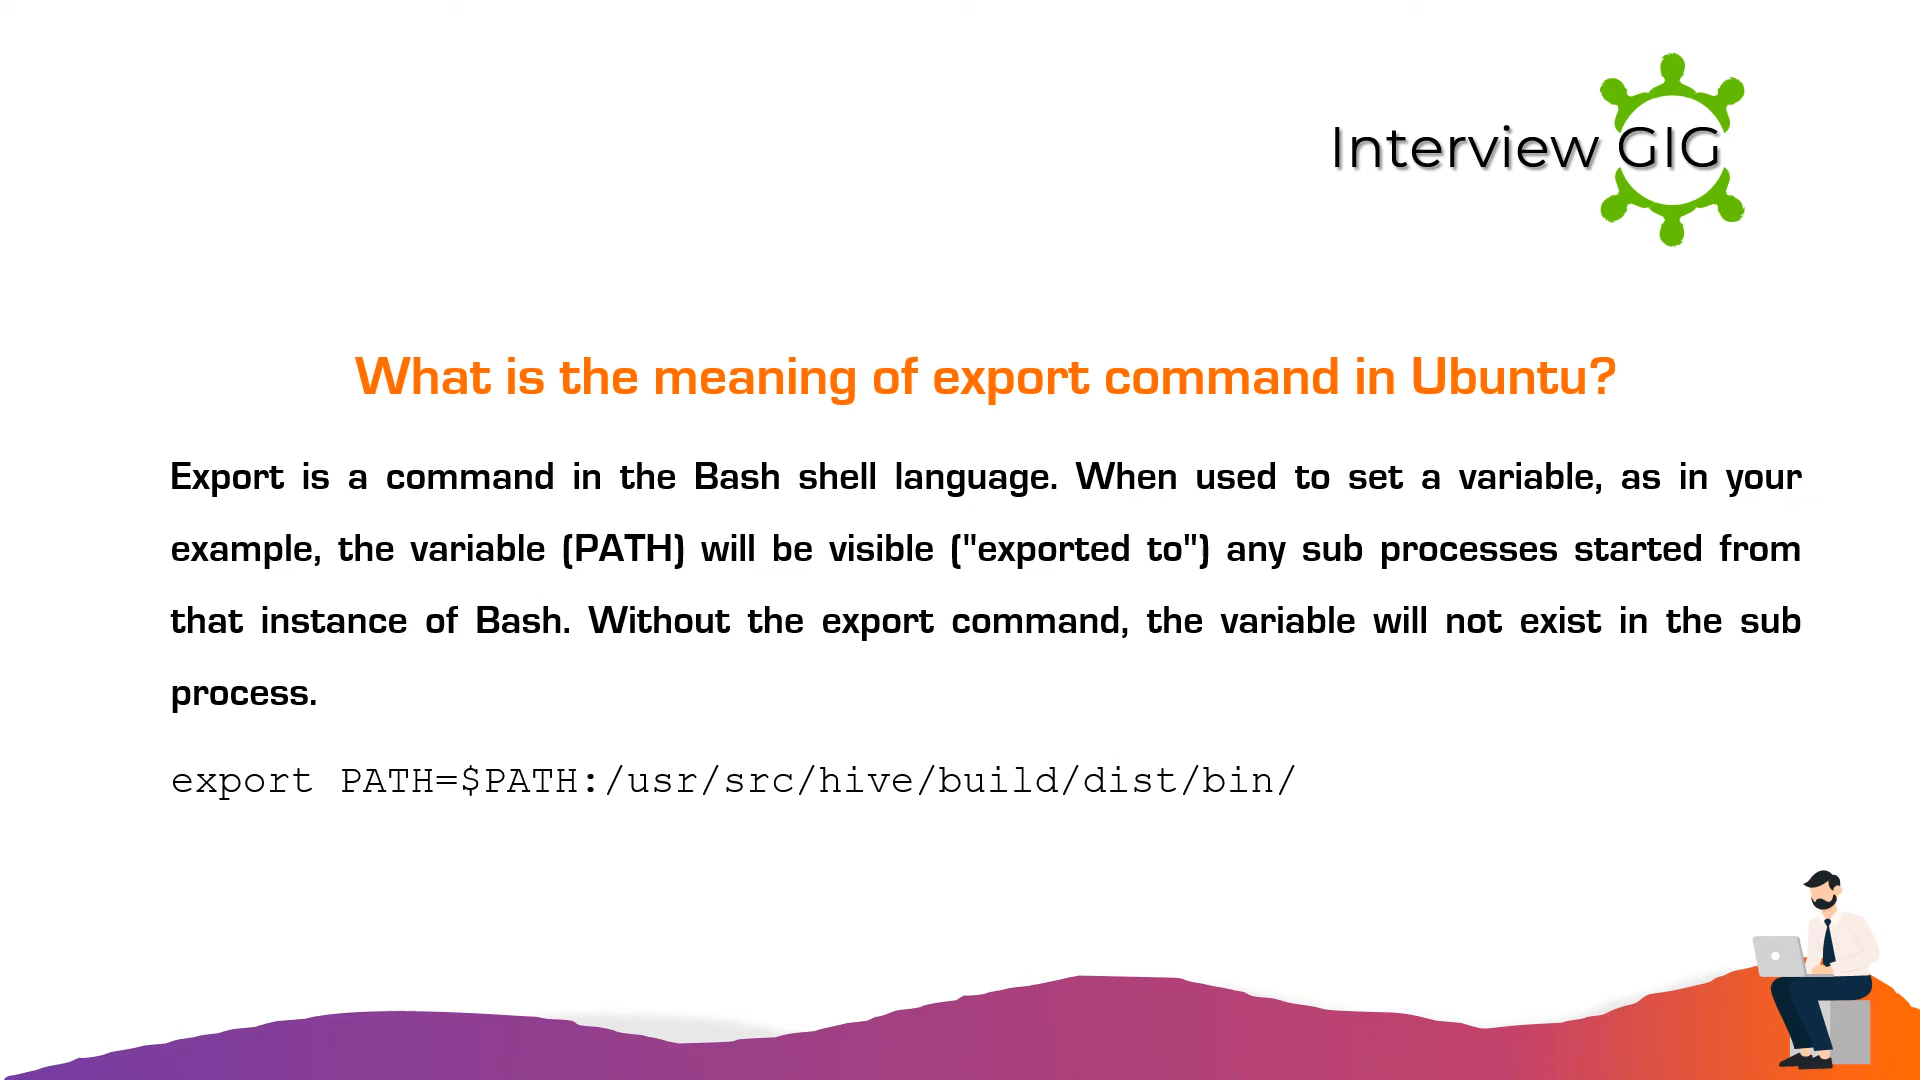 Interview GIG
What is the meaning of export command in Ubuntu?
Export is a command in the Bash shell language. When used to set a variable, as in your
example, the variable (PATH) will be visible ("exported to") any sub processes started from
that instance of Bash. Without the export command, the variable will not exist in the sub
process.
export PATH=$PATH:/usr/src/hive/build/dist/bin/